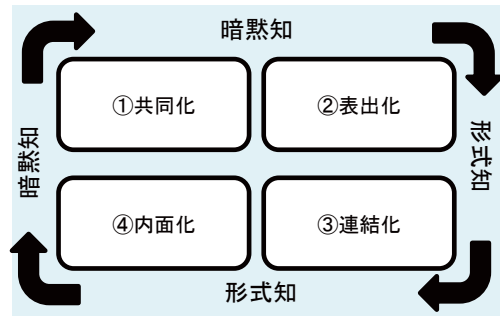 暗黙知
①共同化
②表出化
暗黙知
形式知
④内面化
③連結化
形式知